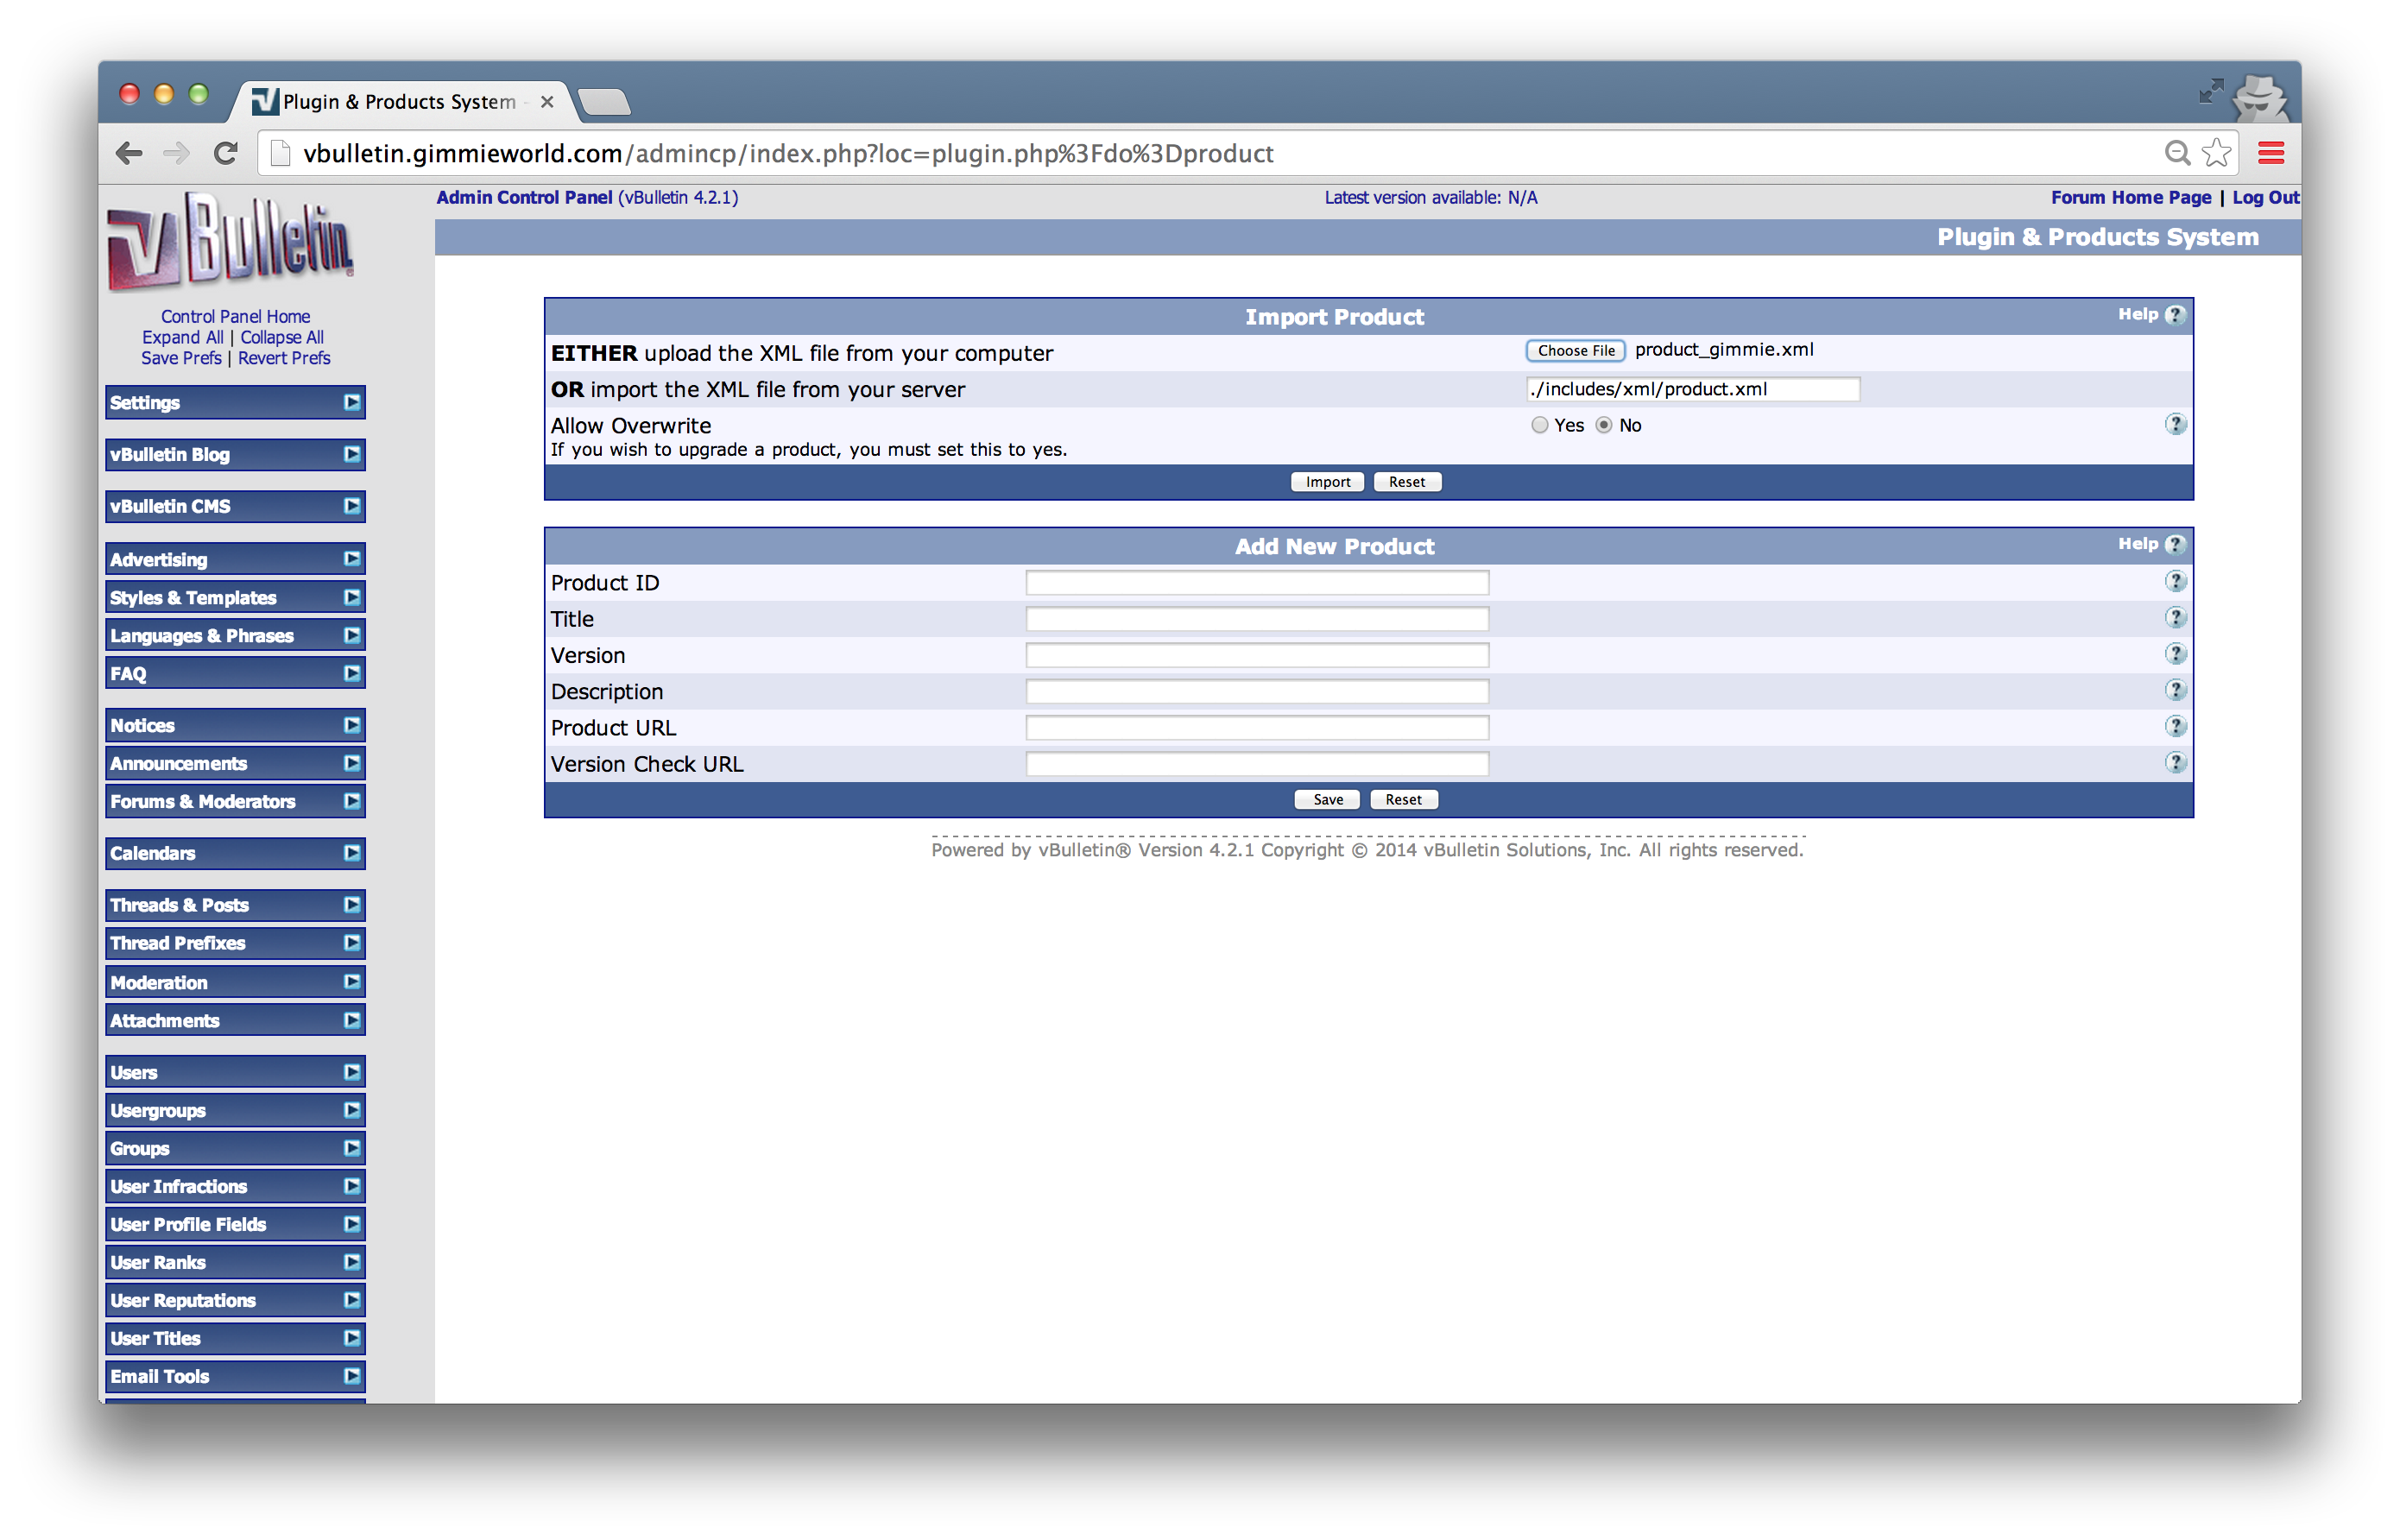 Plugin & Products System -
vbulletin.gimmieworld.com/admincp/index.php?loc=plugin.php%3Fdo%3Dproduct
vBulletin
Admin Control Panel (vBulletin 4.2.1)
Latest version available: N/A
Forum Home Page | Log Out
Plugin & Products System
Control Panel Home
Expand All | Collapse All
Save Prefs | Revert Prefs
Settings
vBulletin Blog
vBulletin CMS
Advertising
Styles & Templates
Languages & Phrases
FAQ
Notices
Announcements
Forums & Moderators
Calendars
Threads & Posts
Thread Prefixes
Moderation
Attachments
Users
Usergroups
Groups
User Infractions
User Profile Fields
User Ranks
User Reputations
User Titles
Email Tools
Import Product
Help ?
EITHER upload the XML file from your computer
Choose File product_gimmie.xml
OR import the XML file from your server
./includes/xml/product.xml
Allow Overwrite
Yes No
?
If you wish to upgrade a product, you must set this to yes.
Import Reset
Add New Product
Help ?
Product ID
?
Title
?
Version
?
Description
?
Product URL
?
Version Check URL
?
Save Reset
Powered by vBulletin® Version 4.2.1 Copyright © 2014 vBulletin Solutions, Inc. All rights reserved.